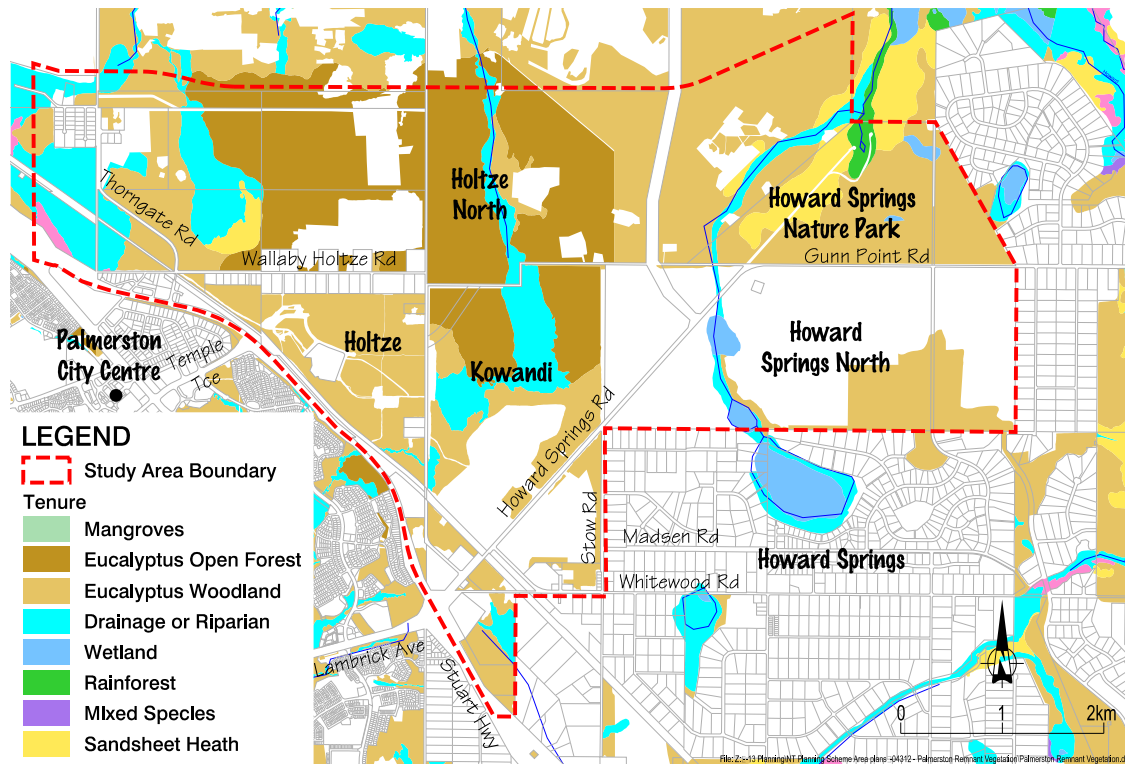 Thorngate Rd
Holtze
North
Howard Springs
Nature Park
Wallaby Holtze Rd
Gunn Point Rd
Palmerston
City Centre
Temple
Tce
Holtze
Kowandi
Howard
Springs North
Howard Springs Rd
Stow Rd
Madsen Rd
Howard Springs
Whitewood Rd
Lambrick Ave
Stuart Hwy
LEGEND
Study Area Boundary
Tenure
Mangroves
Eucalyptus Open Forest
Eucalyptus Woodland
Drainage or Riparian
Wetland
Rainforest
MIxed Species
Sandsheet Heath
0 1 2km